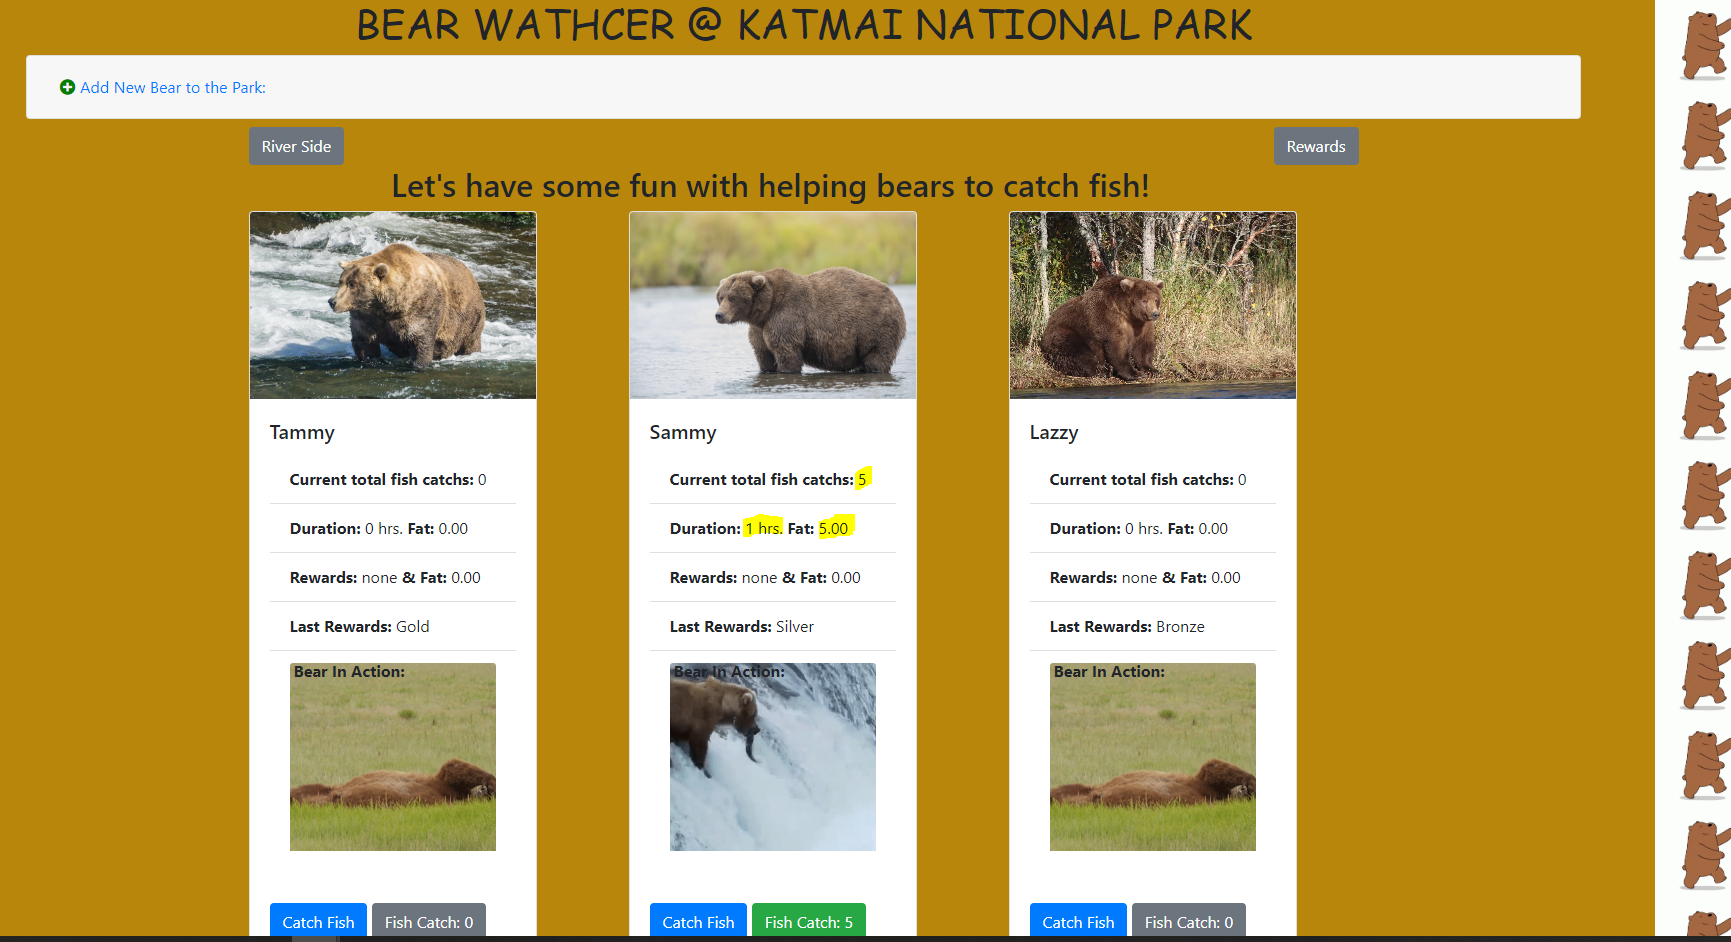 BEAR WATHCER @ KATMAI NATIONAL PARK
Add New Bear to the Park:
River Side
Rewards
Let's have some fun with helping bears to catch fish!
Tammy
Current total fish catchs: 0
Duration: 0 hrs. Fat: 0.00
Rewards: none & Fat: 0.00
Last Rewards: Gold
Bear In Action:
Catch Fish
Fish Catch: 0
Sammy
Current total fish catchs: 5
Duration: 1 hrs. Fat: 5.00
Rewards: none & Fat: 0.00
Last Rewards: Silver
Bear In Action:
Catch Fish
Fish Catch: 5
Lazzy
Current total fish catchs: 0
Duration: 0 hrs. Fat: 0.00
Rewards: none & Fat: 0.00
Last Rewards: Bronze
Bear In Action:
Catch Fish
Fish Catch: 0